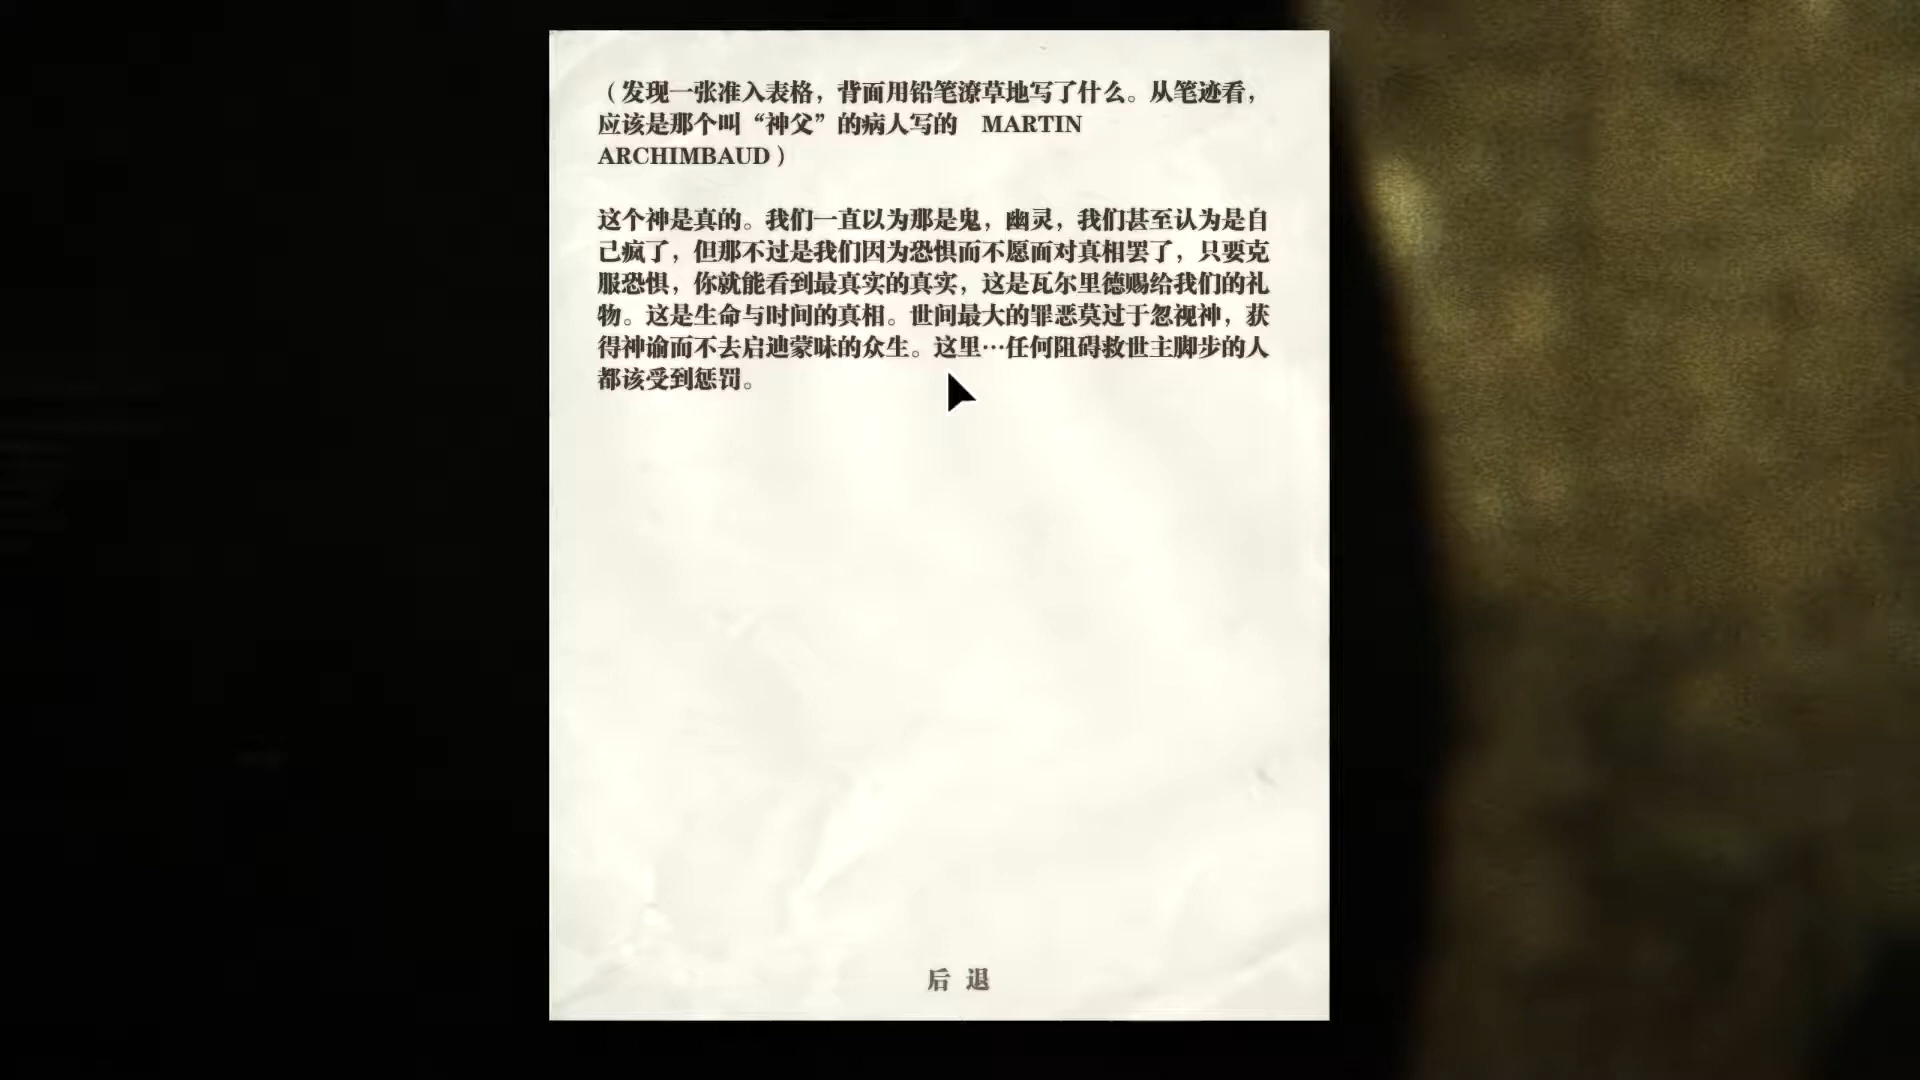 （发现一张准入表格，背面用铅笔潦草地写了什么。从笔迹看，
应该是那个叫“神父”的病人写的　MARTIN
ARCHIMBAUD）
这个神是真的。我们一直以为那是鬼，幽灵，我们甚至认为是自
己疯了，但那不过是我们因为恐惧而不愿面对真相罢了，只要克
服恐惧，你就能看到最真实的真实，这是瓦尔里德赐给我们的礼
物。这是生命与时间的真相。世间最大的罪恶莫过于忽视神，获
得神谕而不去启迪蒙昧的众生。这里…任何阻碍救世主脚步的人
都该受到惩罚。
后 退